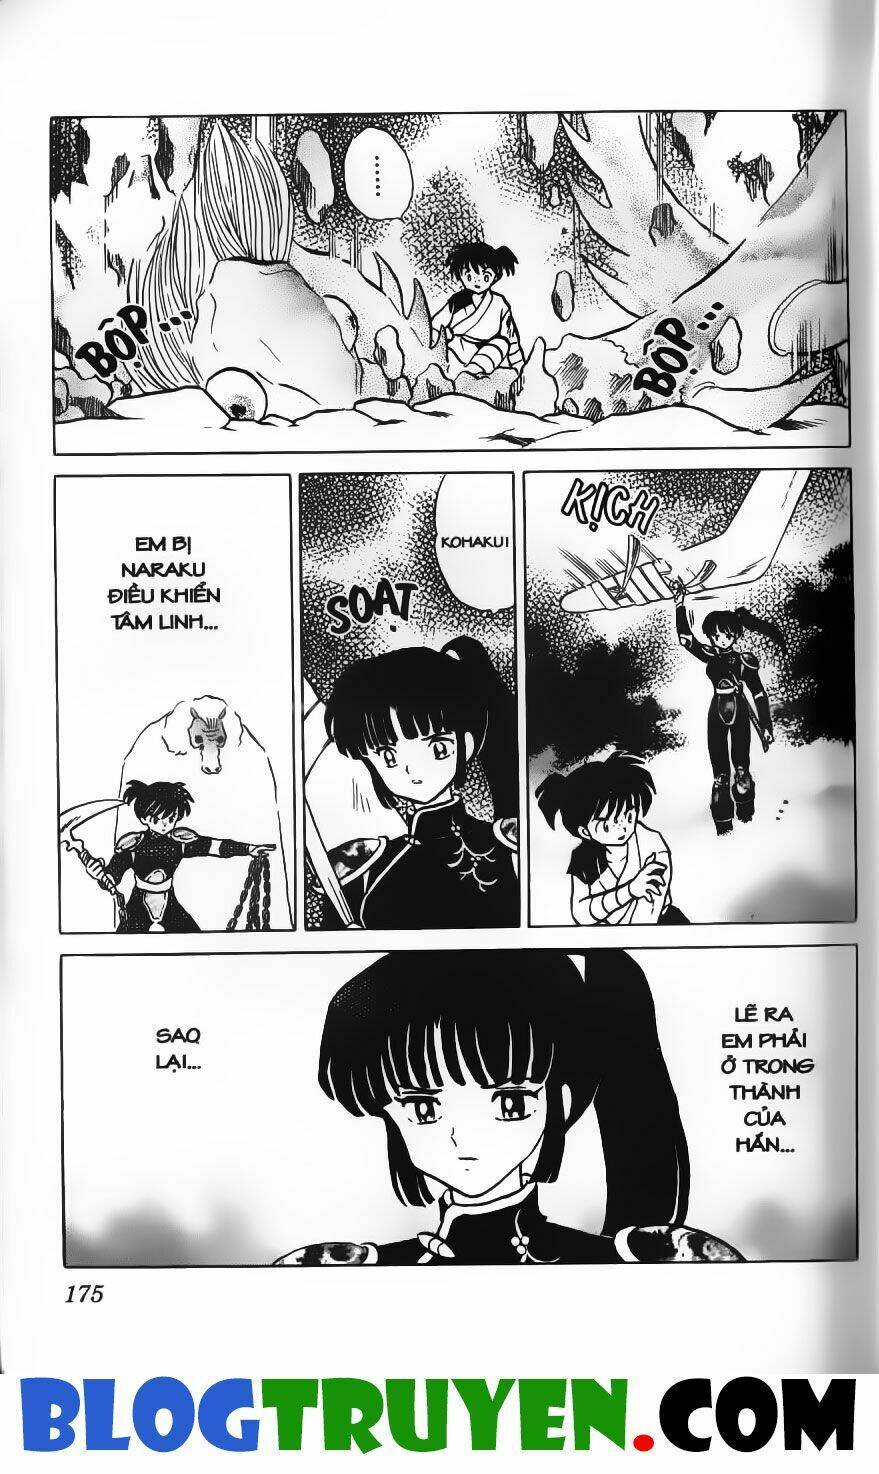 ......
BỘP...
BỘP...
KỊCH
KOHAKU!
SOẠT
EM BỊ
NARAKU
ĐIỀU KHIỂN
TÂM LINH...
LẼ RA
EM PHẢI
Ở TRONG
THÀNH
CỦA
HẮN...
SAO
LẠI...
175
BLOGTRUYEN.COM